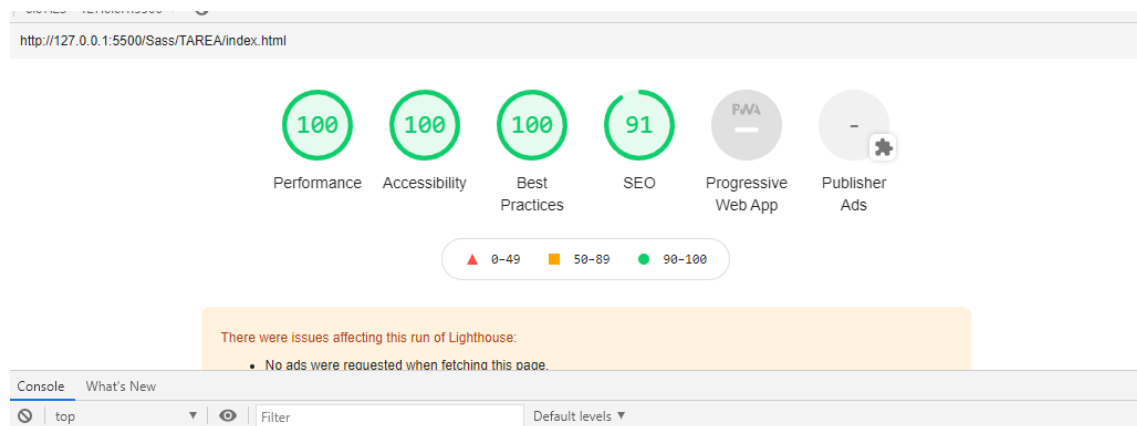 http://127.0.0.1:5500/Sass/TAREA/index.html
100 100 100 91 PWA -
Performance Accessibility Best Practices SEO Progressive Web App Publisher Ads
0-49 50-89 90-100
There were issues affecting this run of Lighthouse:
No ads were requested when fetching this page.
Console What's New
top Filter Default levels